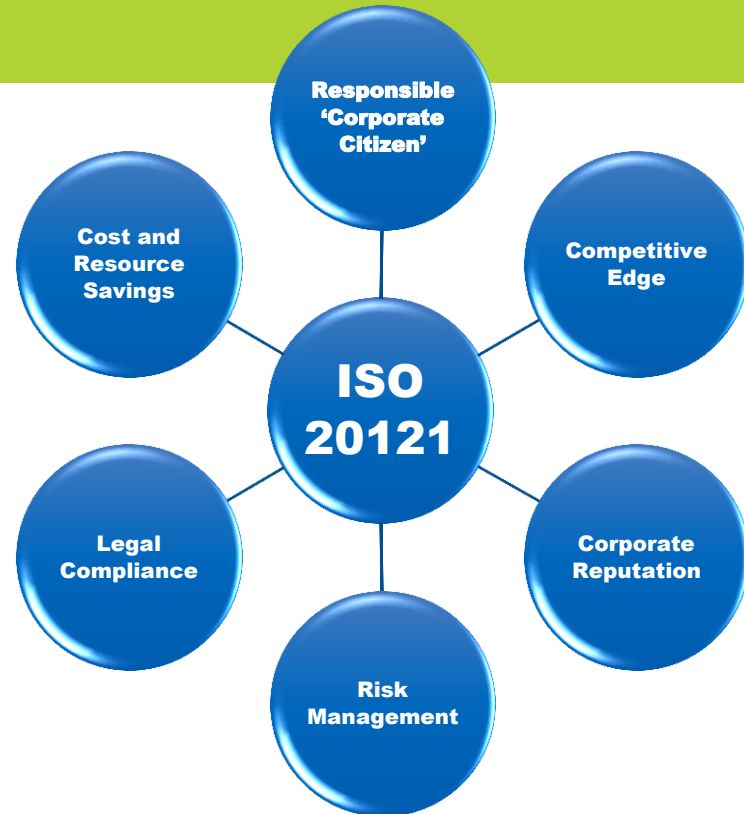 Responsible
‘Corporate
Citizen’
Cost and
Resource
Savings
Competitive
Edge
ISO
20121
Legal
Compliance
Corporate
Reputation
Risk
Management